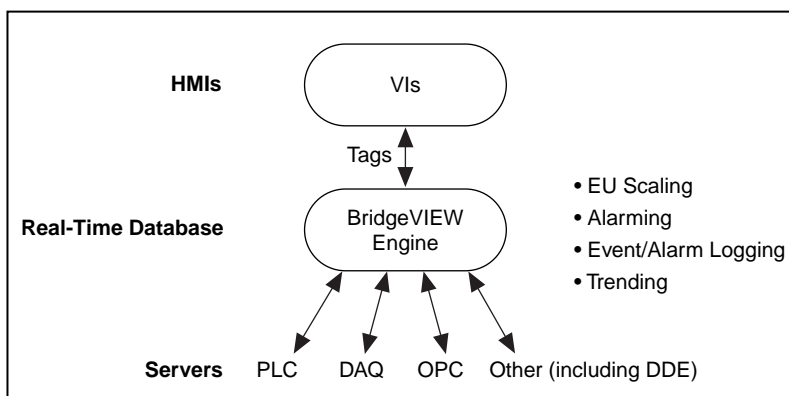 HMIs
VIs
Tags
Real-Time Database
BridgeVIEW
Engine
• EU Scaling
• Alarming
• Event/Alarm Logging
• Trending
Servers
PLC
DAQ
OPC
Other (including DDE)